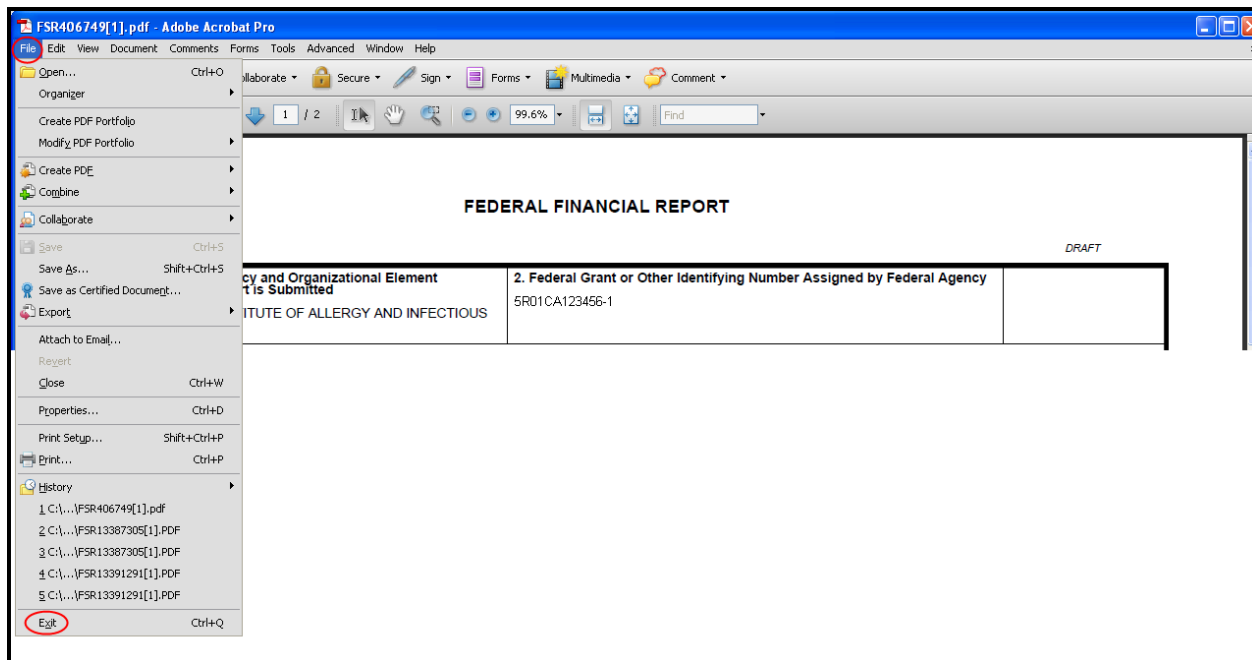 FSR406749[1].pdf - Adobe Acrobat Pro
File Edit View Document Comments Forms Tools Advanced Window Help
Open... Ctrl+O
Organizer
Create PDF Portfolio
Modify PDF Portfolio
Create PDF
Combine
Collaborate
Save Ctrl+S
Save As... Shift+Ctrl+S
Save as Certified Document...
Export
Attach to Email...
Revert
Close Ctrl+W
Properties... Ctrl+D
Print Setup... Shift+Ctrl+P
Print... Ctrl+P
History
1 C:\...\FSR406749[1].pdf
2 C:\...\FSR13387305[1].PDF
3 C:\...\FSR13387305[1].PDF
4 C:\...\FSR13391291[1].PDF
5 C:\...\FSR13391291[1].PDF
Exit Ctrl+Q
llaborate Secure Sign Forms Multimedia Comment
1 / 2 99.6% Find
FEDERAL FINANCIAL REPORT
DRAFT
cy and Organizational Element
t is Submitted
ITUTE OF ALLERGY AND INFECTIOUS
2. Federal Grant or Other Identifying Number Assigned by Federal Agency
5R01CA123456-1